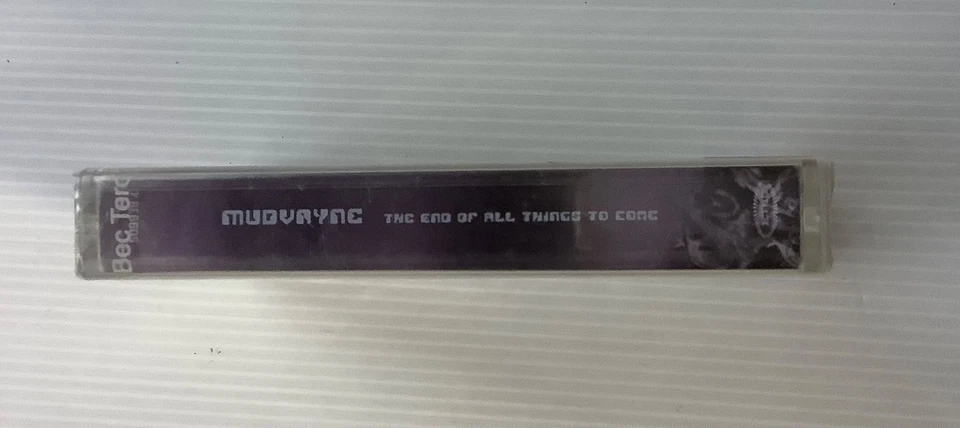 Bec Tero
MUDVAYNE THE END OF ALL THINGS TO COME